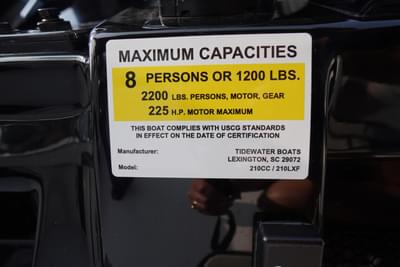 MAXIMUM CAPACITIES
8 PERSONS OR 1200 LBS.
2200 LBS. PERSONS, MOTOR, GEAR
225 H.P. MOTOR MAXIMUM
THIS BOAT COMPLIES WITH USCG STANDARDS
IN EFFECT ON THE DATE OF CERTIFICATION
Manufacturer: TIDEWATER BOATS
LEXINGTON, SC 29072
Model: 210CC / 210LXF